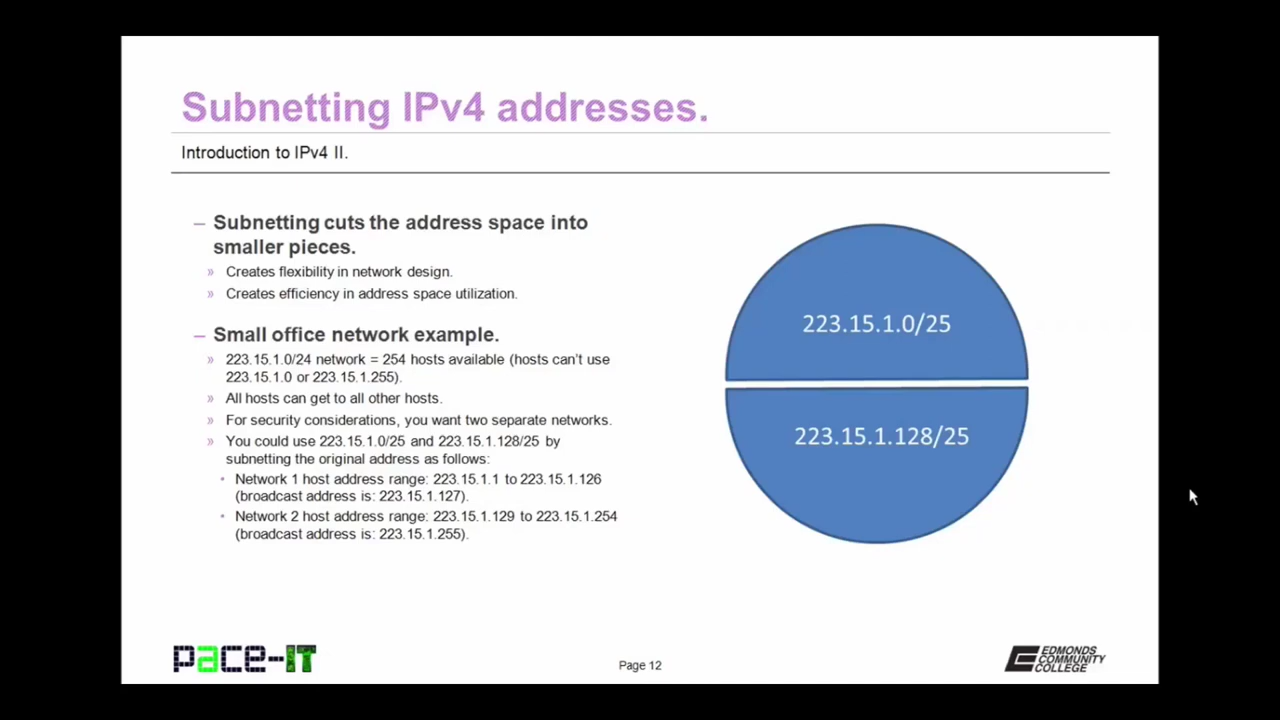 Subnetting IPv4 addresses.
Introduction to IPv4 II.
– Subnetting cuts the address space into
smaller pieces.
» Creates flexibility in network design.
» Creates efficiency in address space utilization.
– Small office network example.
» 223.15.1.0/24 network = 254 hosts available (hosts can't use
223.15.1.0 or 223.15.1.255).
» All hosts can get to all other hosts.
» For security considerations, you want two separate networks.
» You could use 223.15.1.0/25 and 223.15.1.128/25 by
subnetting the original address as follows:
• Network 1 host address range: 223.15.1.1 to 223.15.1.126
(broadcast address is: 223.15.1.127).
• Network 2 host address range: 223.15.1.129 to 223.15.1.254
(broadcast address is: 223.15.1.255).
223.15.1.0/25
223.15.1.128/25
pace-IT
Page 12
EDMONDS
COMMUNITY
COLLEGE